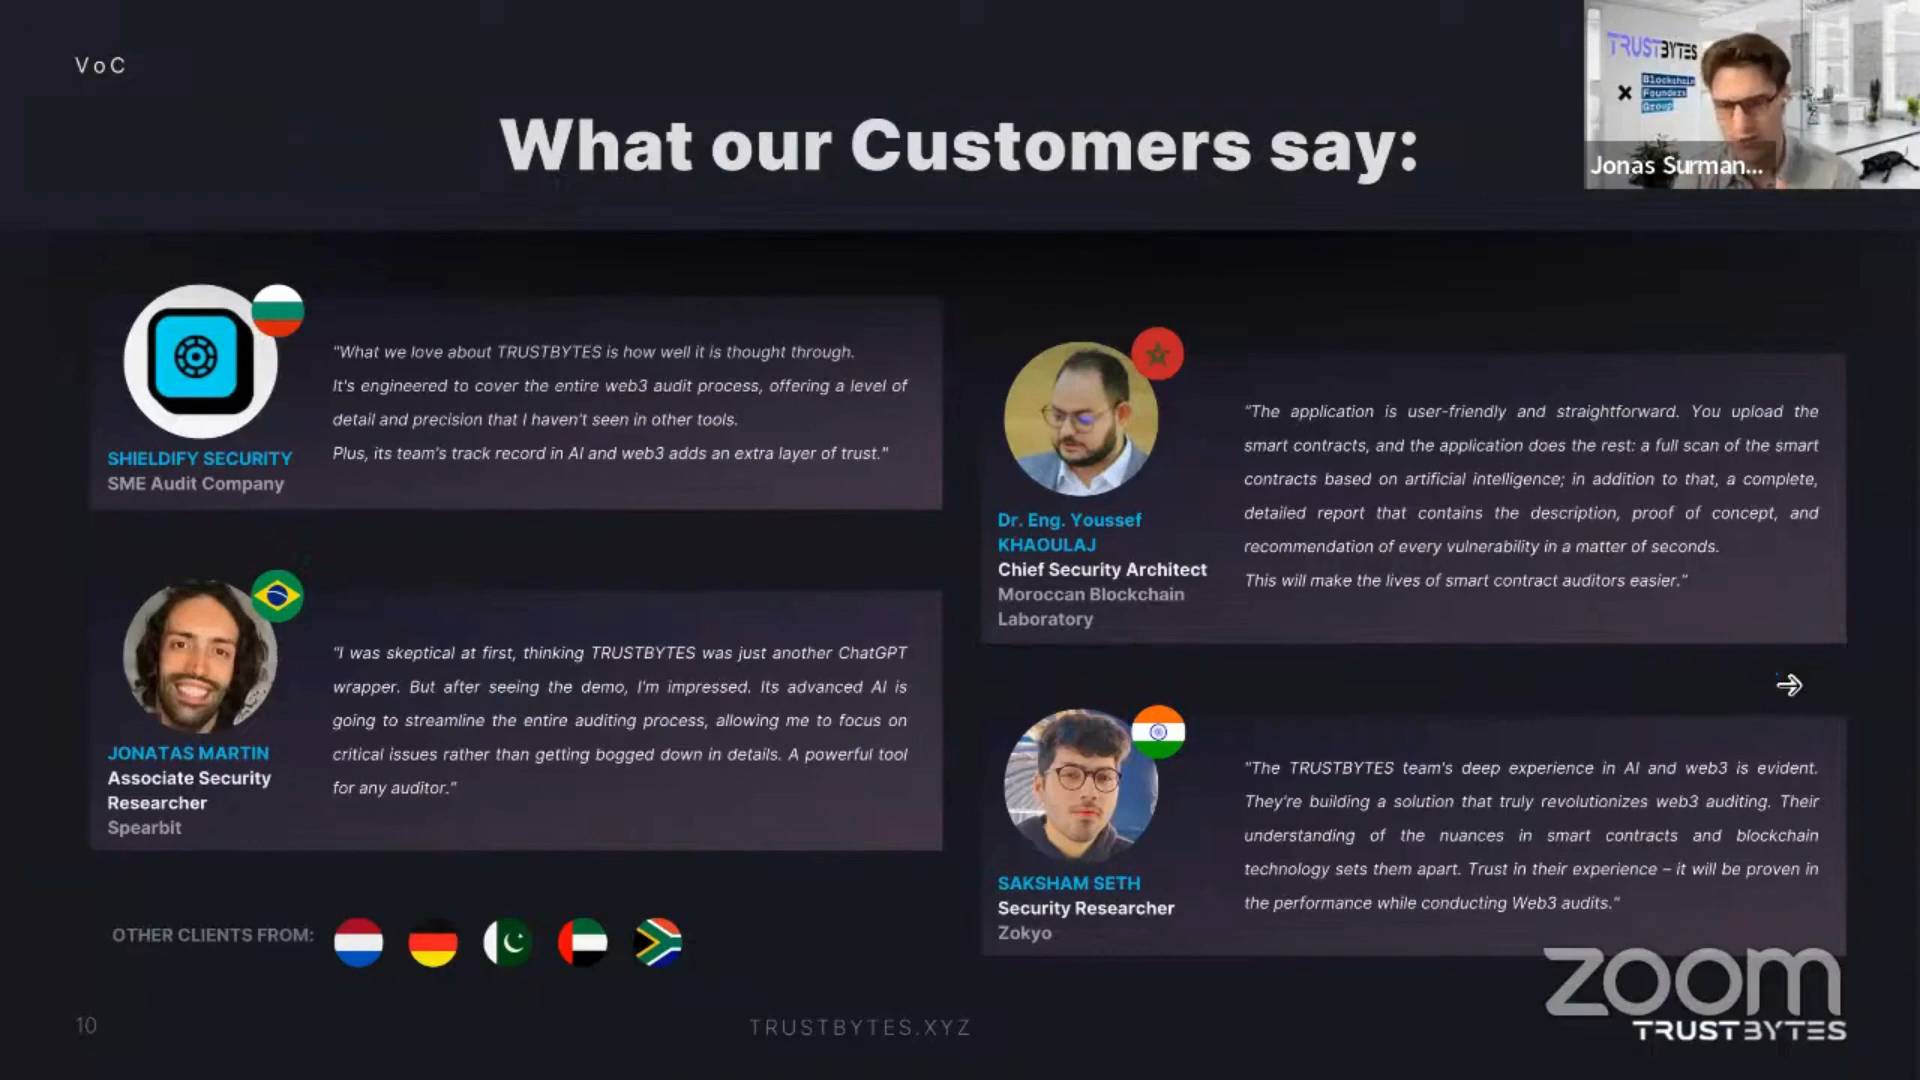 VoC
What our Customers say:
TRUSTBYTES
Blockchain
Founders
Group
Jonas Surman...
"What we love about TRUSTBYTES is how well it is thought through.
It's engineered to cover the entire web3 audit process, offering a level of
detail and precision that I haven't seen in other tools.
Plus, its team's track record in AI and web3 adds an extra layer of trust."
SHIELDIFY SECURITY
SME Audit Company
"The application is user-friendly and straightforward. You upload the
smart contracts, and the application does the rest: a full scan of the smart
contracts based on artificial intelligence; in addition to that, a complete,
detailed report that contains the description, proof of concept, and
recommendation of every vulnerability in a matter of seconds.
This will make the lives of smart contract auditors easier."
Dr. Eng. Youssef
KHAOULAJ
Chief Security Architect
Moroccan Blockchain
Laboratory
"I was skeptical at first, thinking TRUSTBYTES was just another ChatGPT
wrapper. But after seeing the demo, I'm impressed. Its advanced AI is
going to streamline the entire auditing process, allowing me to focus on
critical issues rather than getting bogged down in details. A powerful tool
for any auditor."
JONATAS MARTIN
Associate Security
Researcher
Spearbit
"The TRUSTBYTES team's deep experience in AI and web3 is evident.
They're building a solution that truly revolutionizes web3 auditing. Their
understanding of the nuances in smart contracts and blockchain
technology sets them apart. Trust in their experience – it will be proven in
the performance while conducting Web3 audits."
SAKSHAM SETH
Security Researcher
Zokyo
OTHER CLIENTS FROM:
10
TRUSTBYTES.XYZ
zoom
TRUSTBYTES